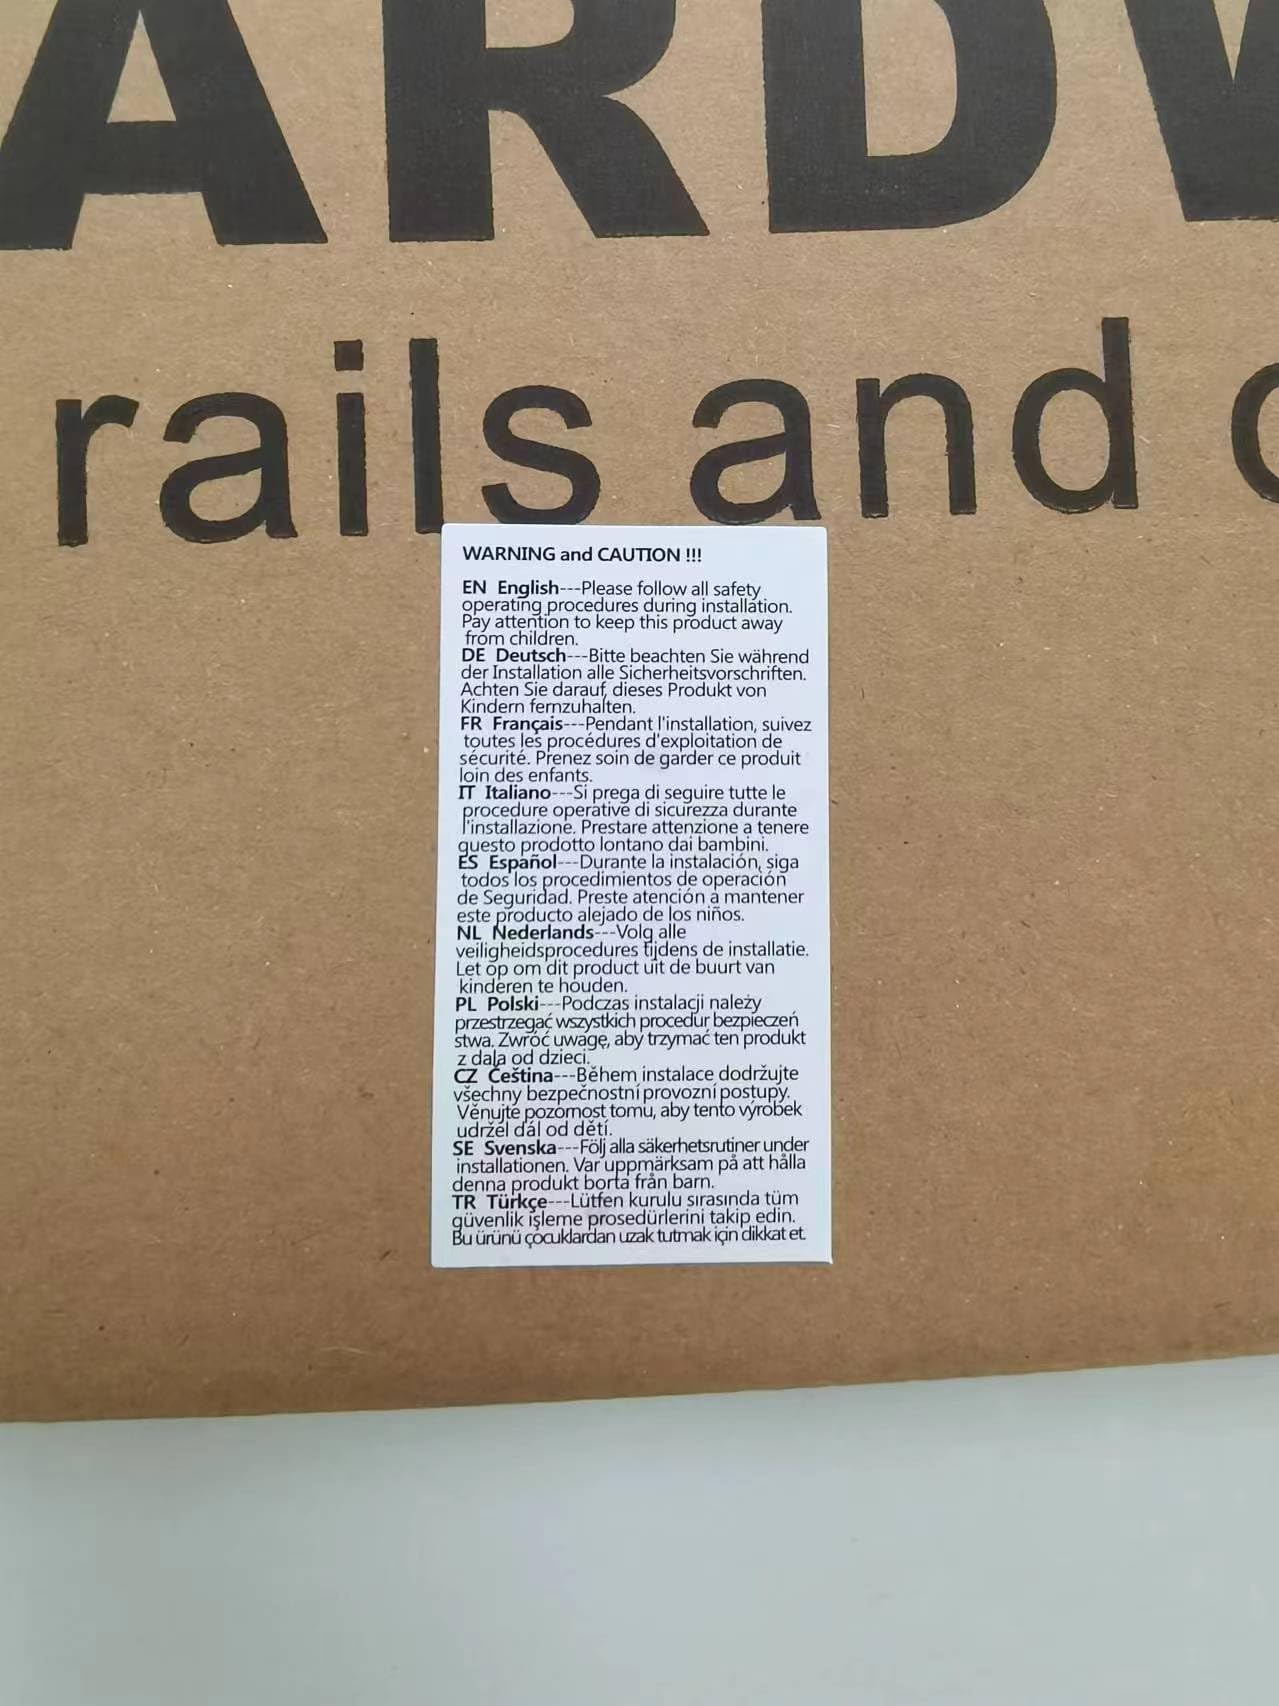 ARDW
rails and c
WARNING and CAUTION !!!
EN English---Please follow all safety
operating procedures during installation.
Pay attention to keep this product away
from children.
DE Deutsch---Bitte beachten Sie während
der Installation alle Sicherheitsvorschriften.
Achten Sie darauf, dieses Produkt von
Kindern fernzuhalten.
FR Français---Pendant l'installation, suivez
toutes les procédures d'exploitation de
sécurité. Prenez soin de garder ce produit
loin des enfants.
IT Italiano---Si prega di seguire tutte le
procedure operative di sicurezza durante
l'installazione. Prestare attenzione a tenere
questo prodotto lontano dai bambini.
ES Español---Durante la instalación, siga
todos los procedimientos de operación
de Seguridad. Preste atención a mantener
este producto alejado de los niños.
NL Nederlands---Volg alle
veiligheidsprocedures tijdens de installatie.
Let op om dit product uit de buurt van
kinderen te houden.
PL Polski---Podczas instalacji należy
przestrzegać wszystkich procedur bezpieczeń
stwa. Zwróć uwagę, aby trzymać ten produkt
z dala od dzieci.
CZ Čeština---Během instalace dodržujte
všechny bezpečnostní provozní postupy.
Věnujte pozornost tomu, aby tento výrobek
udržel dál od dětí.
SE Svenska---Följ alla säkerhetsrutiner under
installationen. Var uppmärksam på att hålla
denna produkt borta från barn.
TR Türkçe---Lütfen kurulu sırasında tüm
güvenlik işleme prosedürlerini takip edin.
Bu ürünü çocuklardan uzak tutmak için dikkat et.